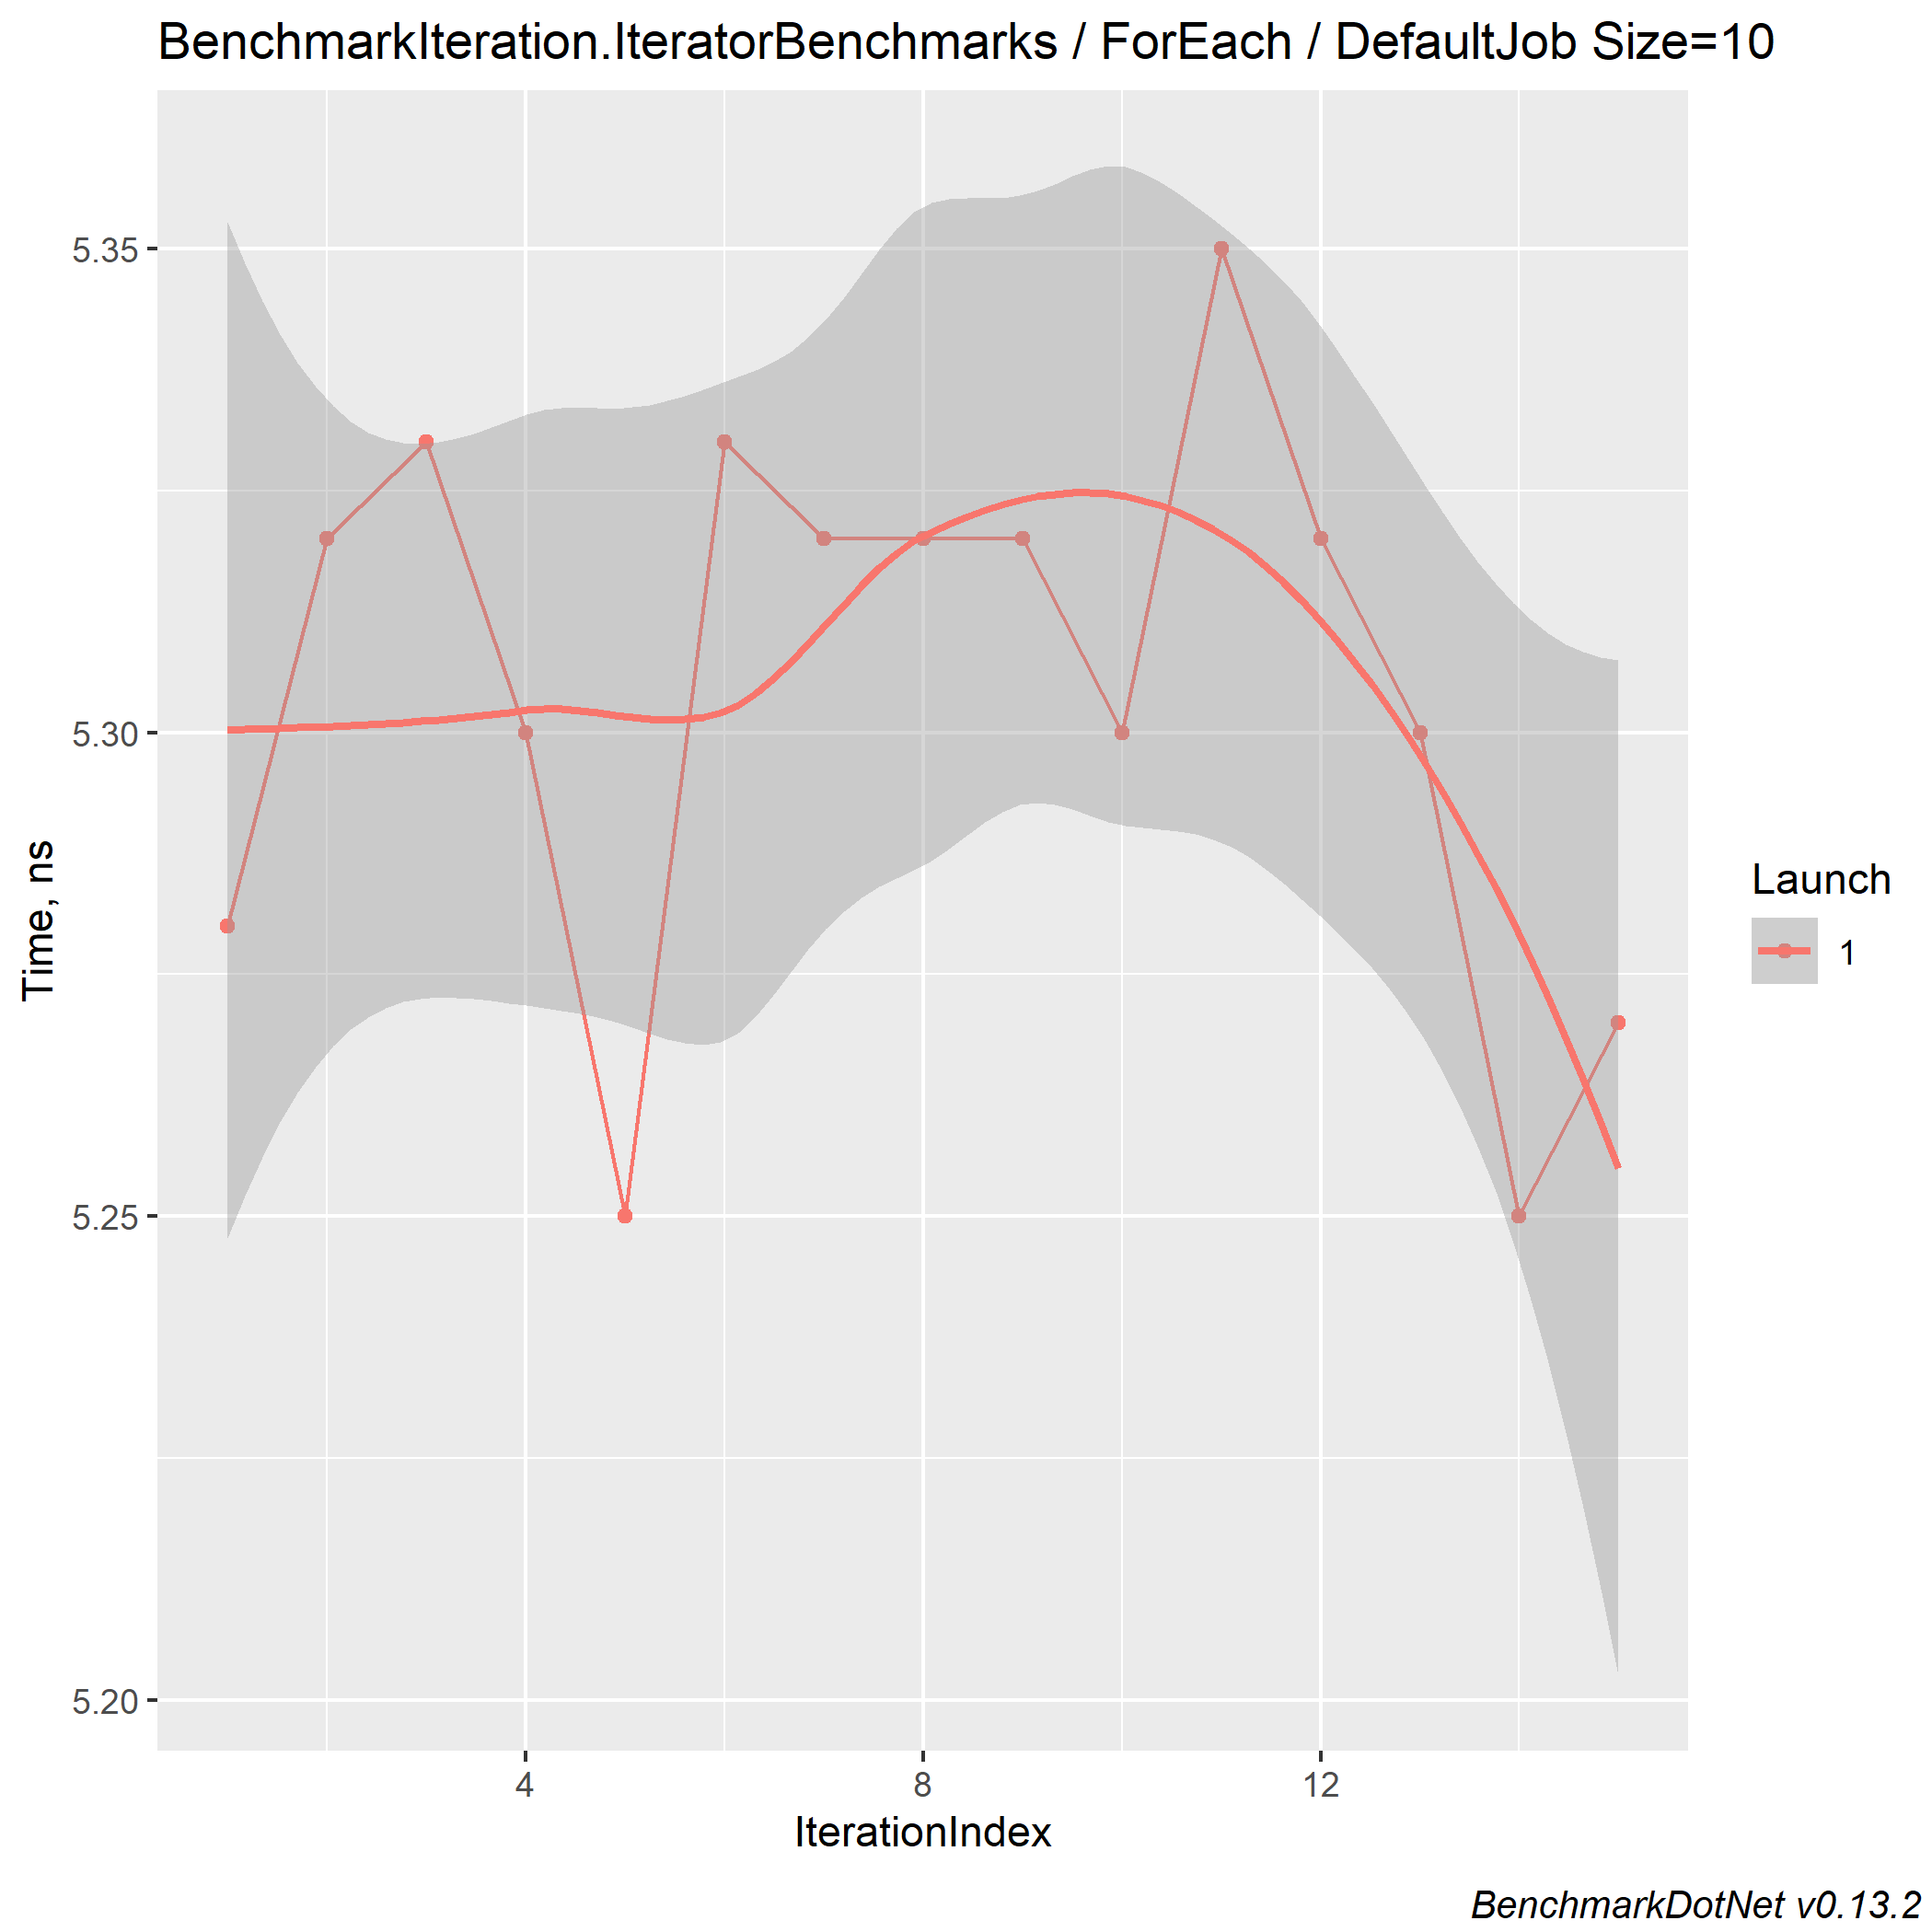 BenchmarkIteration.IteratorBenchmarks / ForEach / DefaultJob Size=10
Time, ns
5.35
5.30
5.25
5.20
4
8
12
IterationIndex
Launch
1
BenchmarkDotNet v0.13.2